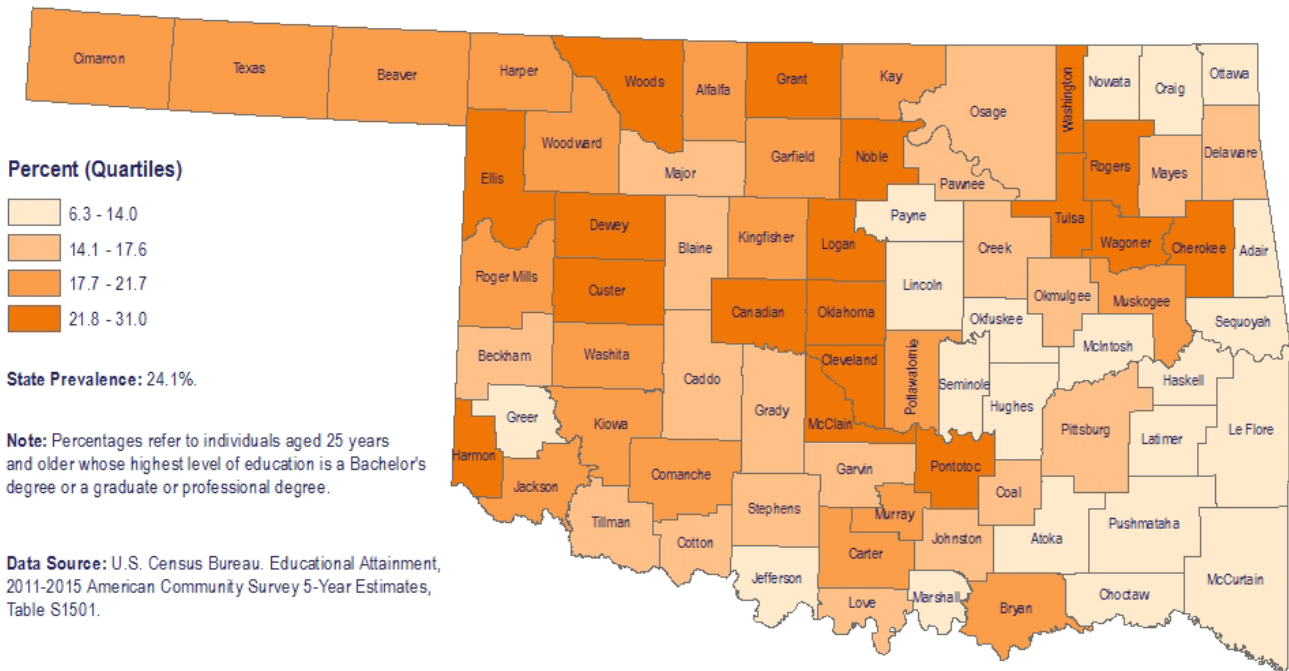 Cimarron
Texas
Beaver
Harper
Woods
Alfalfa
Grant
Kay
Osage
Washington
Nowata
Craig
Ottawa
Ellis
Woodward
Major
Garfield
Noble
Pawnee
Rogers
Mayes
Delaware
Percent (Quartiles)
6.3 - 14.0
14.1 - 17.6
17.7 - 21.7
21.8 - 31.0
Dewey
Blaine
Kingfisher
Logan
Payne
Creek
Tulsa
Wagoner
Cherokee
Adair
Roger Mills
Custer
Canadian
Oklahoma
Lincoln
Okfuskee
Okmulgee
Muskogee
Sequoyah
Beckham
Washita
Caddo
Grady
Cleveland
Pottawatomie
Seminole
Hughes
McIntosh
Haskell
State Prevalence: 24.1%.
Greer
Kiowa
McClain
Pittsburg
Latimer
Le Flore
Note: Percentages refer to individuals aged 25 years
and older whose highest level of education is a Bachelor's
degree or a graduate or professional degree.
Harmon
Jackson
Comanche
Garvin
Pontotoc
Coal
Tillman
Cotton
Stephens
Murray
Johnston
Atoka
Pushmataha
Data Source: U.S. Census Bureau. Educational Attainment,
2011-2015 American Community Survey 5-Year Estimates,
Table S1501.
Jefferson
Carter
Love
Marshall
Bryan
Choctaw
McCurtain